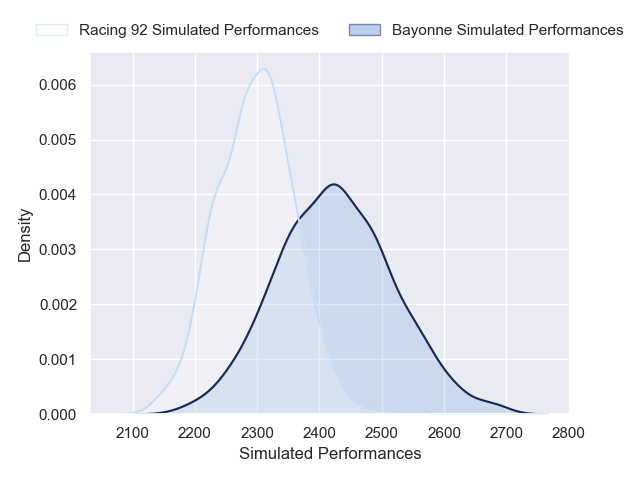 Racing 92 Simulated Performances Bayonne Simulated Performances
0.006
0.005
0.004
0.003
0.002
0.001
0.000
Density
2100 2200 2300 2400 2500 2600 2700 2800
Simulated Performances